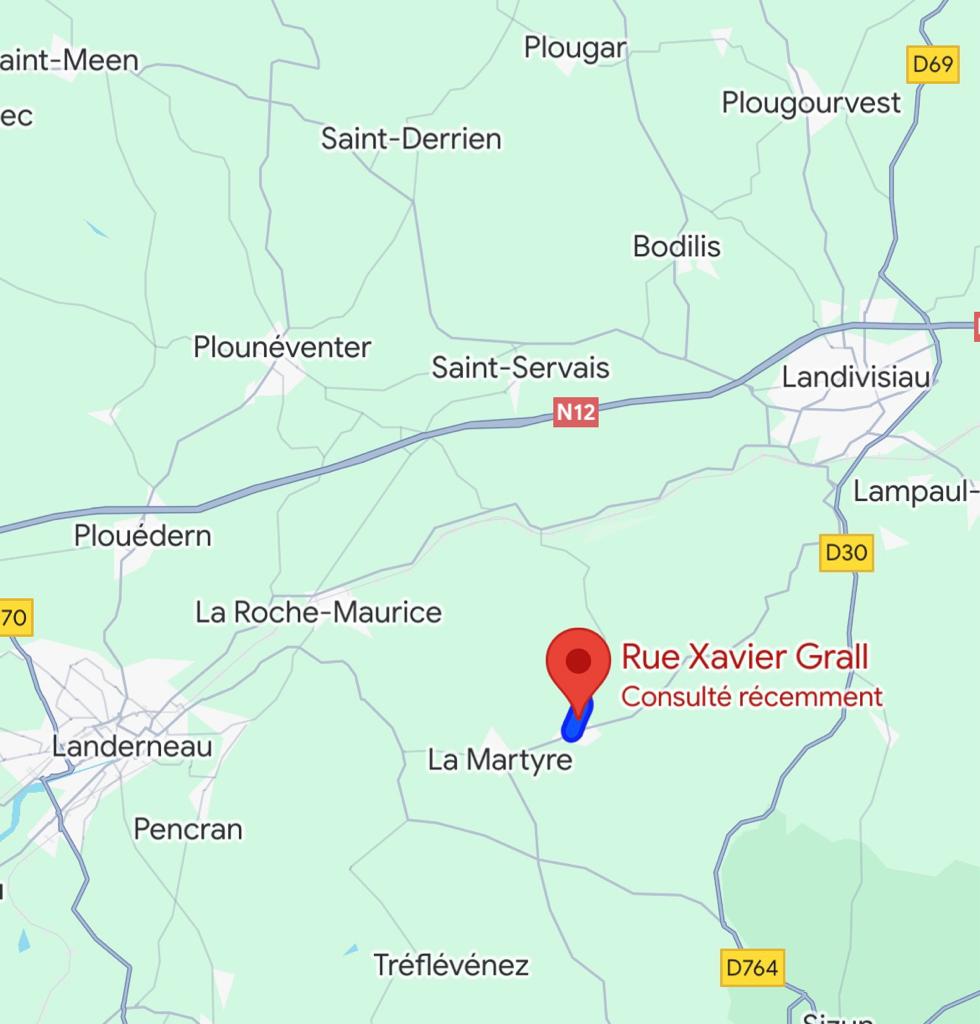 Plougar
aint-Meen
D69
Plougourvest
ec
Saint-Derrien
Bodilis
Plounéventer
Saint-Servais
Landivisiau
N12
Lampaul-
Plouédern
D30
La Roche-Maurice
70
Rue Xavier Grall
Consulté récemment
Landerneau
La Martyre
Pencran
Tréflévénez
D764
Sizun